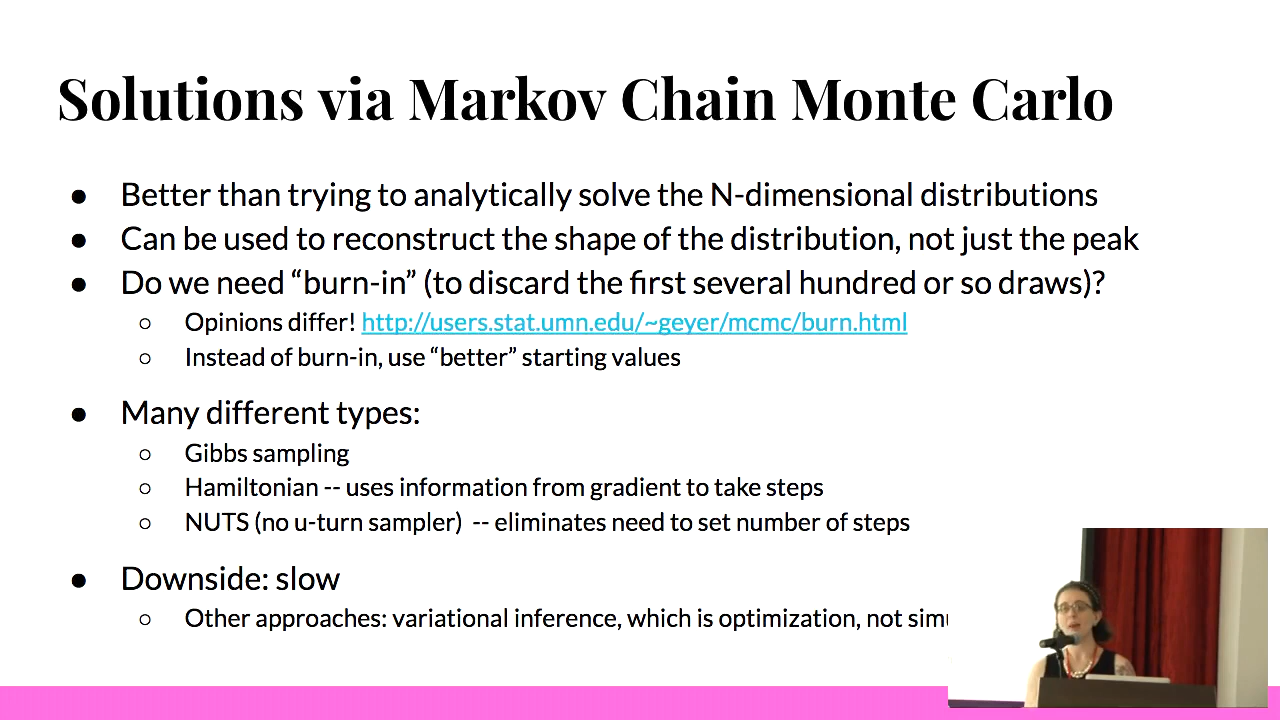 Solutions via Markov Chain Monte Carlo
● Better than trying to analytically solve the N-dimensional distributions
● Can be used to reconstruct the shape of the distribution, not just the peak
● Do we need “burn-in” (to discard the first several hundred or so draws)?
○ Opinions differ! http://users.stat.umn.edu/~geyer/mcmc/burn.html
○ Instead of burn-in, use “better” starting values
● Many different types:
○ Gibbs sampling
○ Hamiltonian -- uses information from gradient to take steps
○ NUTS (no u-turn sampler) -- eliminates need to set number of steps
● Downside: slow
○ Other approaches: variational inference, which is optimization, not